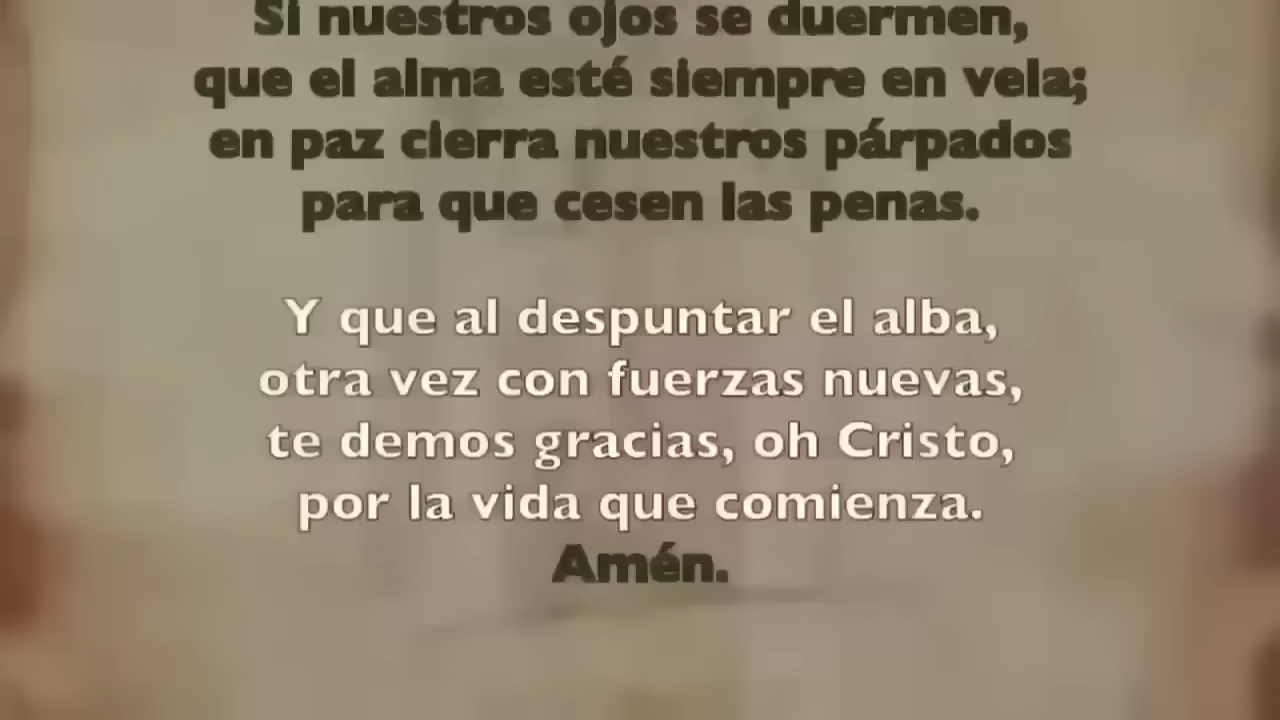 Si nuestros ojos se duermen,
que el alma esté siempre en vela;
en paz cierra nuestros párpados
para que cesen las penas.
Y que al despuntar el alba,
otra vez con fuerzas nuevas,
te demos gracias, oh Cristo,
por la vida que comienza.
Amén.